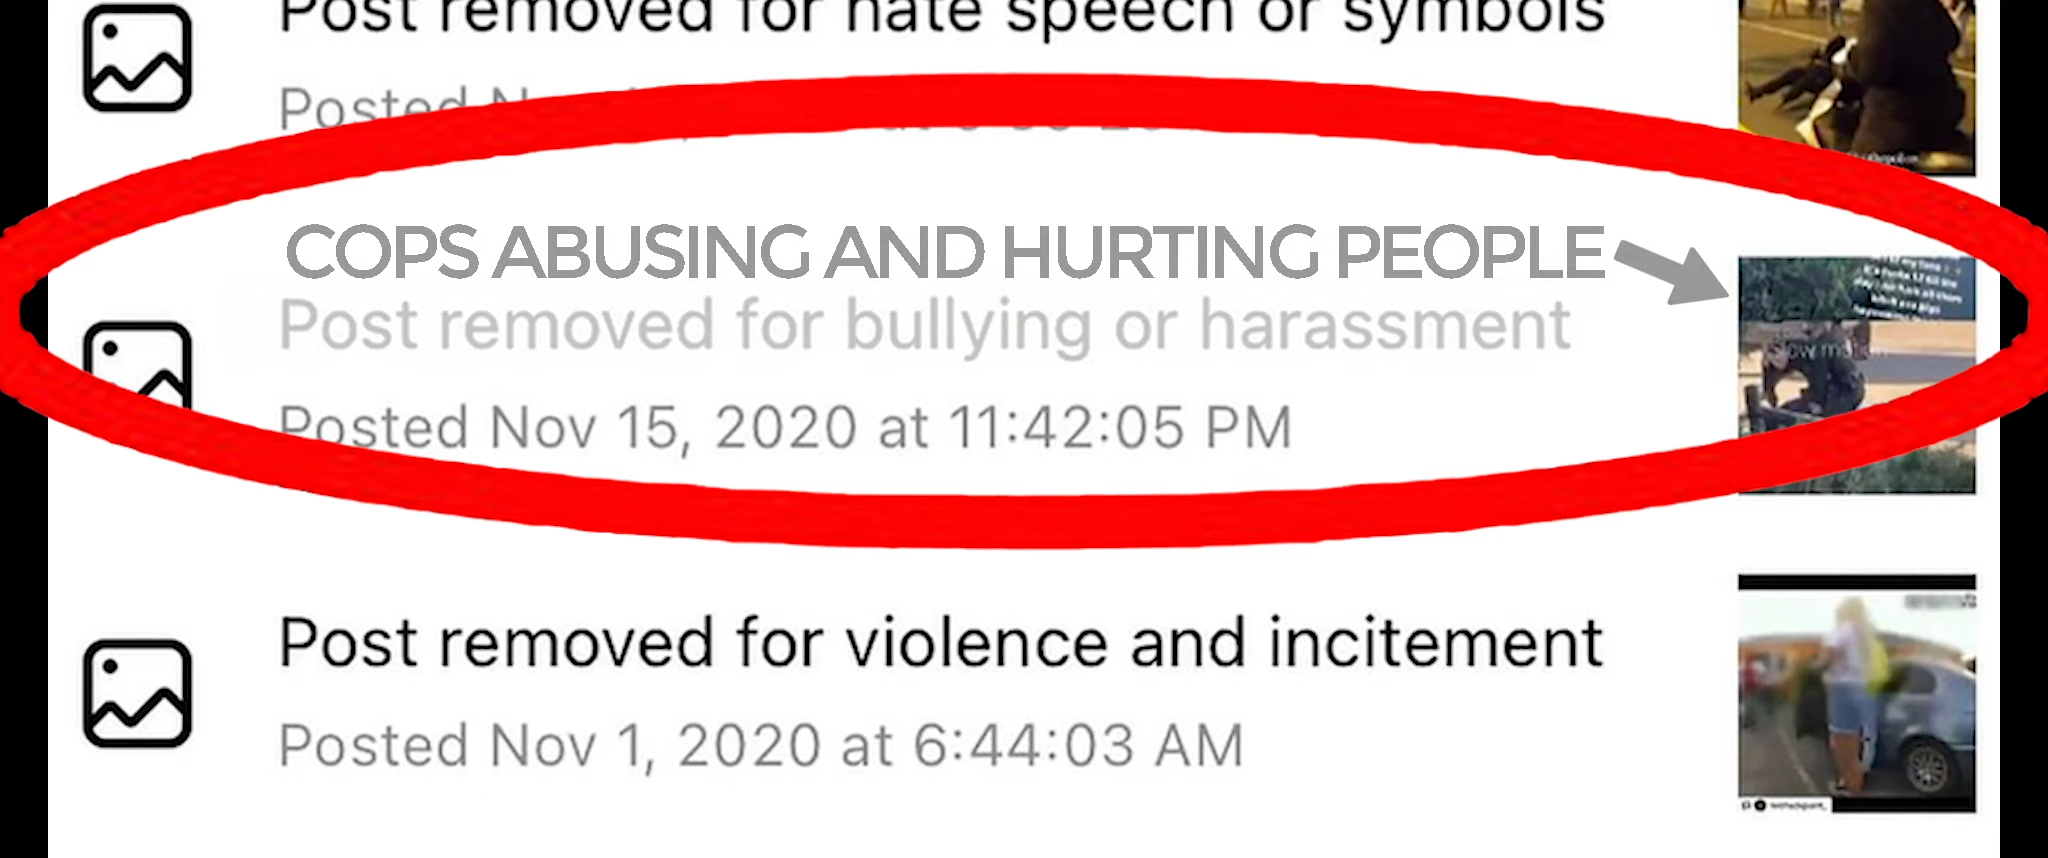 Post removed for hate speech or symbols
Posted
COPS ABUSING AND HURTING PEOPLE
Post removed for bullying or harassment
Posted Nov 15, 2020 at 11:42:05 PM
Post removed for violence and incitement
Posted Nov 1, 2020 at 6:44:03 AM